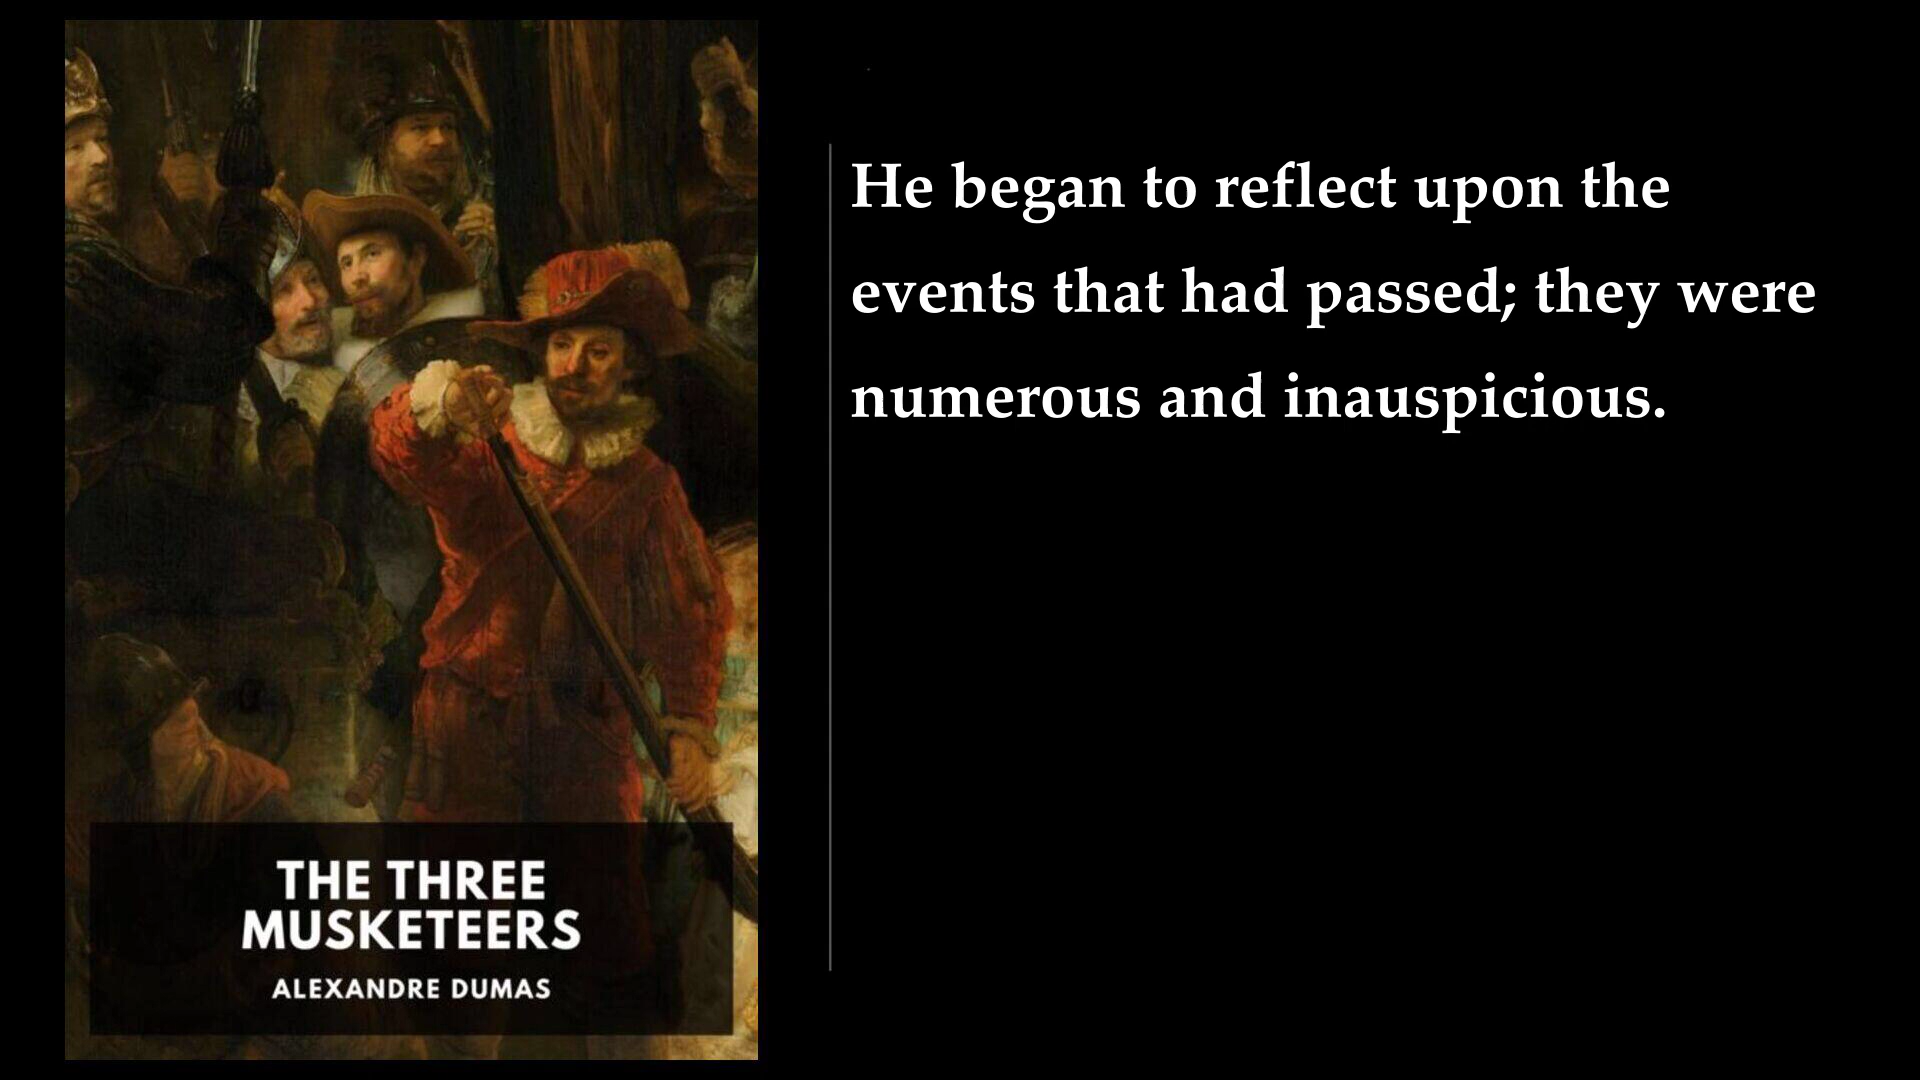 He began to reflect upon the
events that had passed; they were
numerous and inauspicious.
THE THREE
MUSKETEERS
ALEXANDRE DUMAS